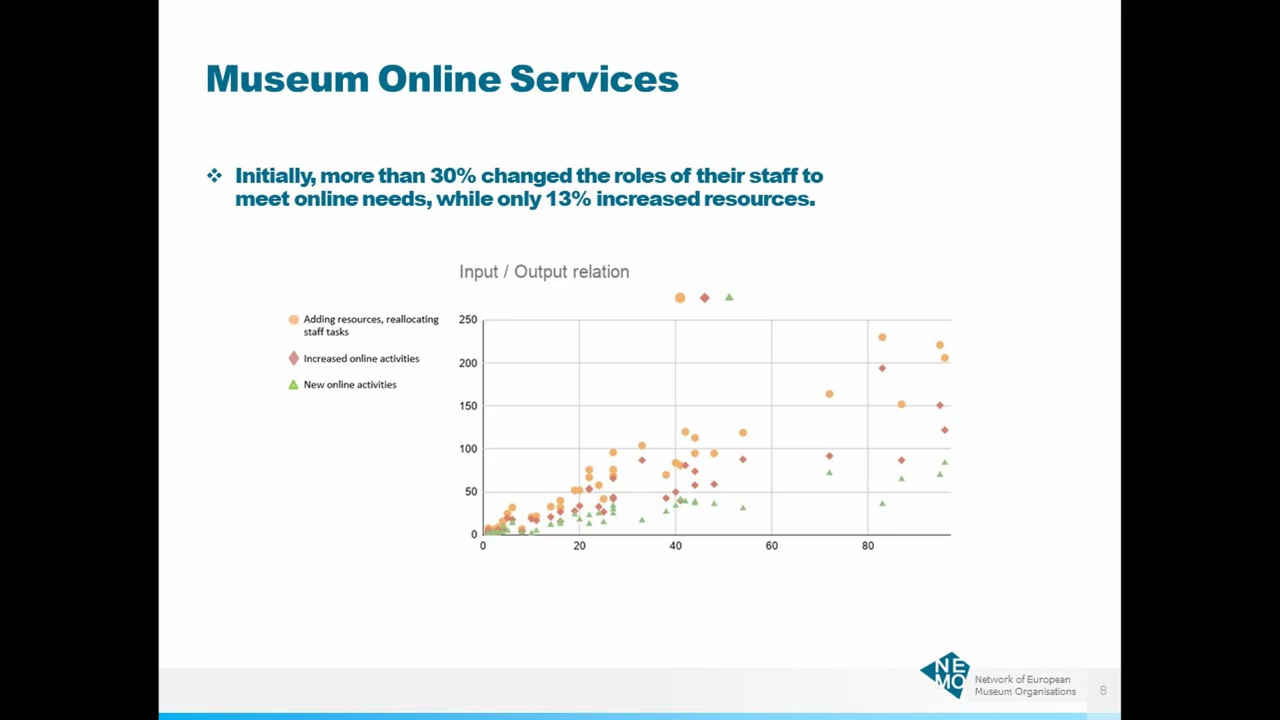 Museum Online Services
❖ Initially, more than 30% changed the roles of their staff to
meet online needs, while only 13% increased resources.
Input / Output relation
Adding resources, reallocating
staff tasks
Increased online activities
New online activities
250
200
150
100
50
0
0 20 40 60 80
NE
MO
Network of European
Museum Organisations
8